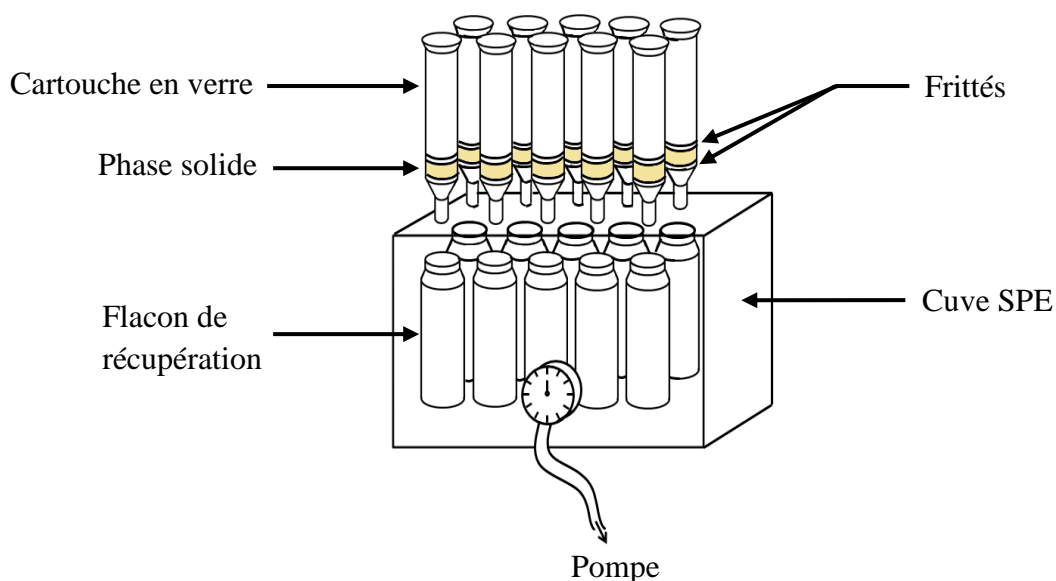 Cartouche en verre
Frittés
Phase solide
Cuve SPE
Flacon de
récupération
Pompe